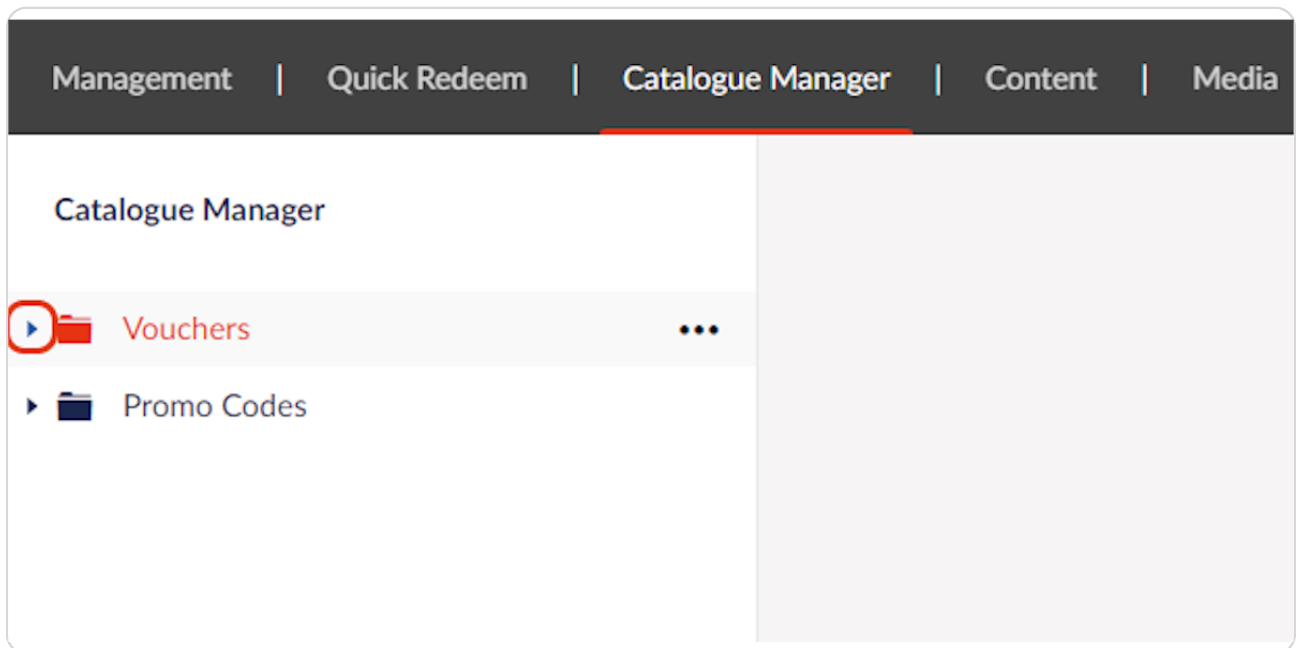 Management | Quick Redeem | Catalogue Manager | Content | Media
Catalogue Manager
Vouchers
Promo Codes